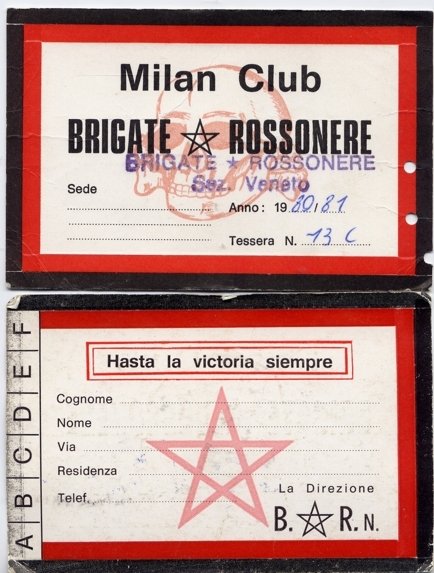 Milan Club
BRIGATE ROSSONERE
BRIGATE ★ ROSSONERE
Sez. Veneto
Sede
Anno: 1980/81
Tessera N. 13 C
Hasta la victoria siempre
Cognome
Nome
Via
Residenza
Telef.
La Direzione
B. R. N.
A B C D E F